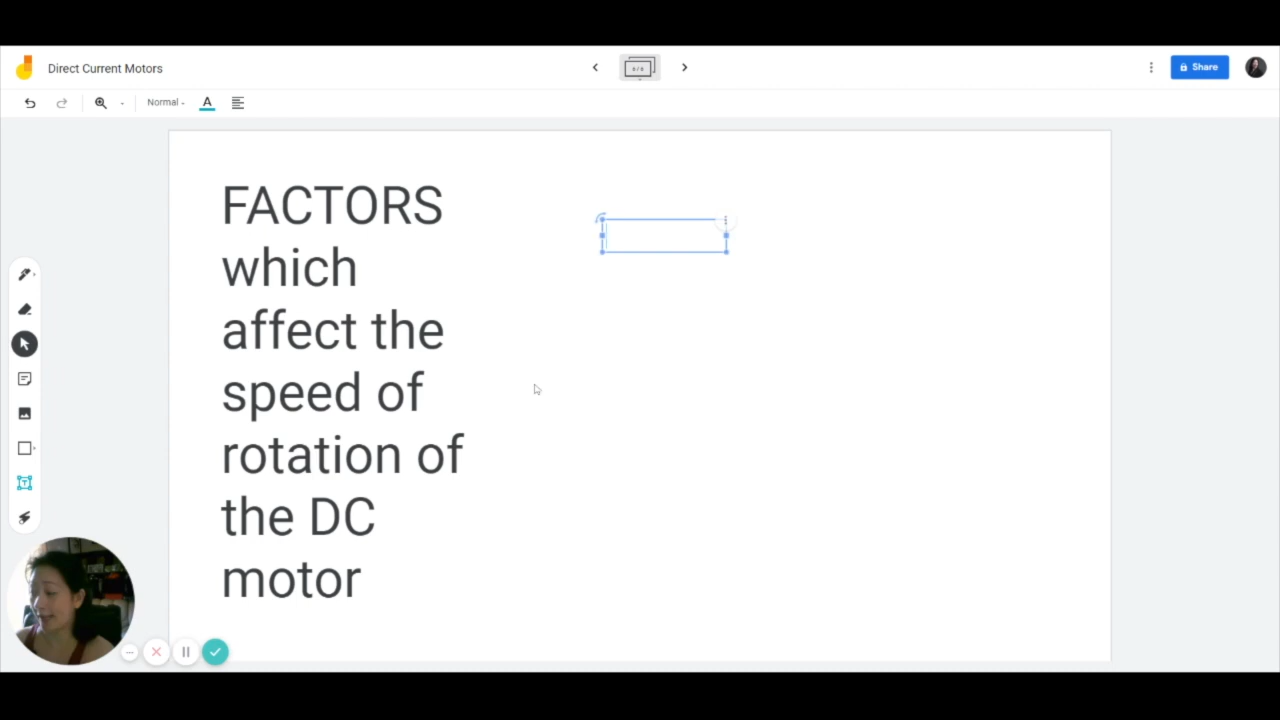 Direct Current Motors
Share
Normal
A
FACTORS
which
affect the
speed of
rotation of
the DC
motor